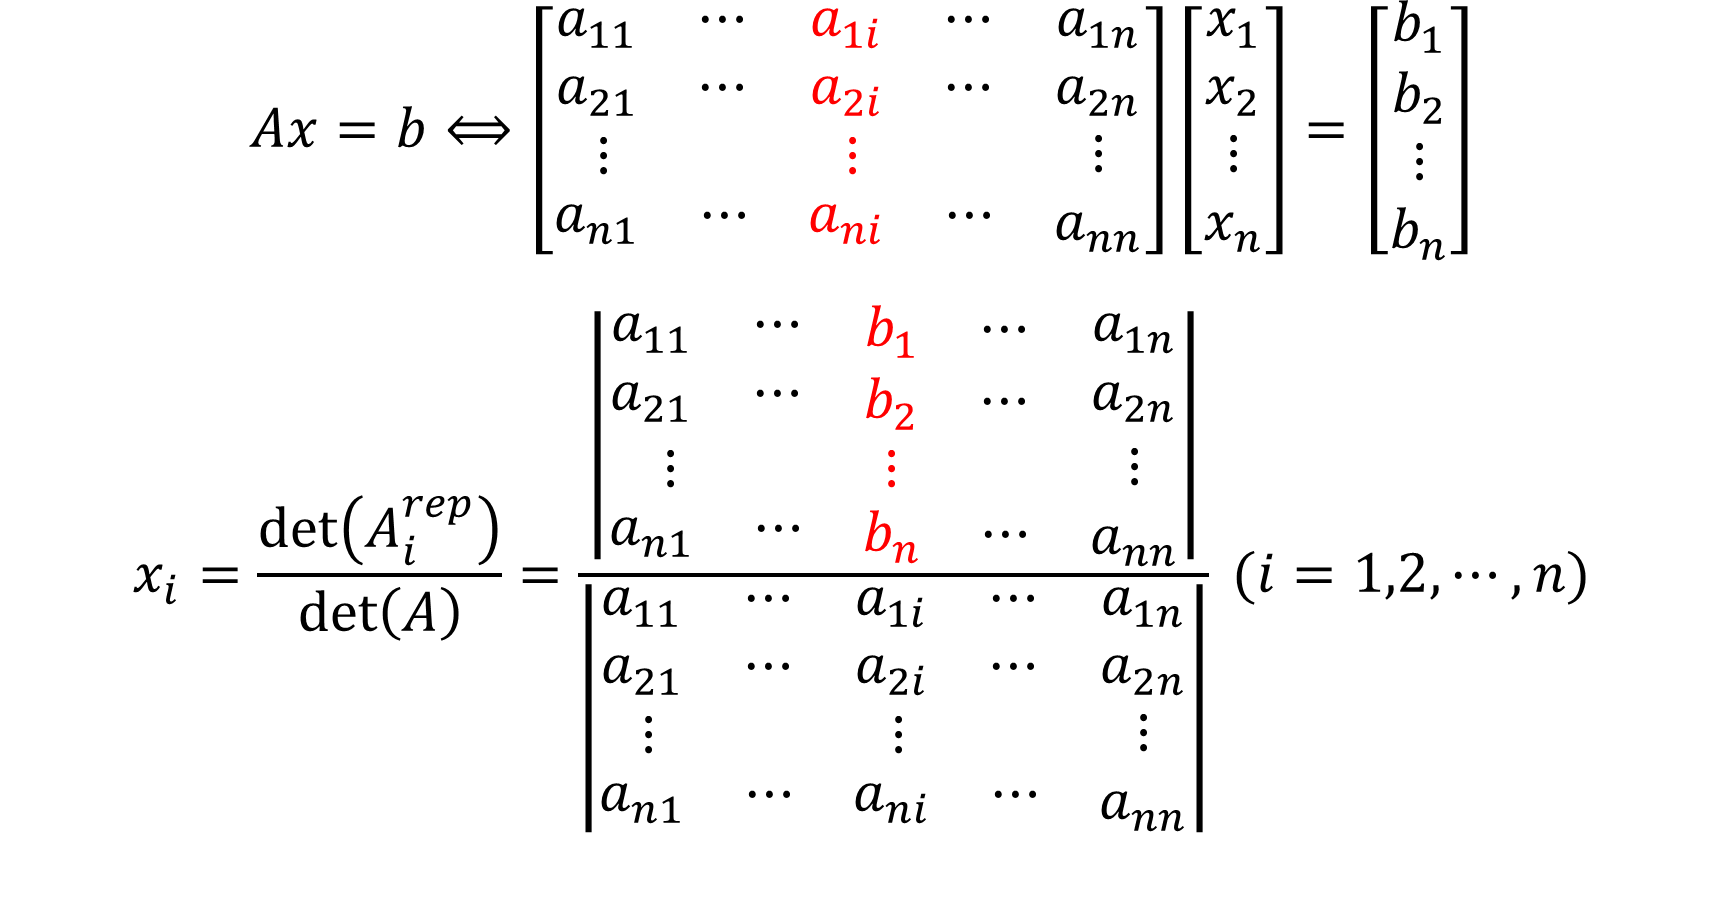 Ax = b ⟺ [a₁₁ ⋯ a₁ᵢ ⋯ a₁ₙ; a₂₁ ⋯ a₂ᵢ ⋯ a₂ₙ; ⋮ ⋮ ⋮; aₙ₁ ⋯ aₙᵢ ⋯ aₙₙ] [x₁; x₂; ⋮; xₙ] = [b₁; b₂; ⋮; bₙ]
xᵢ = det(Aᵢ^rep) / det(A) = |a₁₁ ⋯ b₁ ⋯ a₁ₙ; a₂₁ ⋯ b₂ ⋯ a₂ₙ; ⋮ ⋮ ⋮; aₙ₁ ⋯ bₙ ⋯ aₙₙ| / |a₁₁ ⋯ a₁ᵢ ⋯ a₁ₙ; a₂₁ ⋯ a₂ᵢ ⋯ a₂ₙ; ⋮ ⋮ ⋮; aₙ₁ ⋯ aₙᵢ ⋯ aₙₙ| (i = 1,2, ⋯ , n)